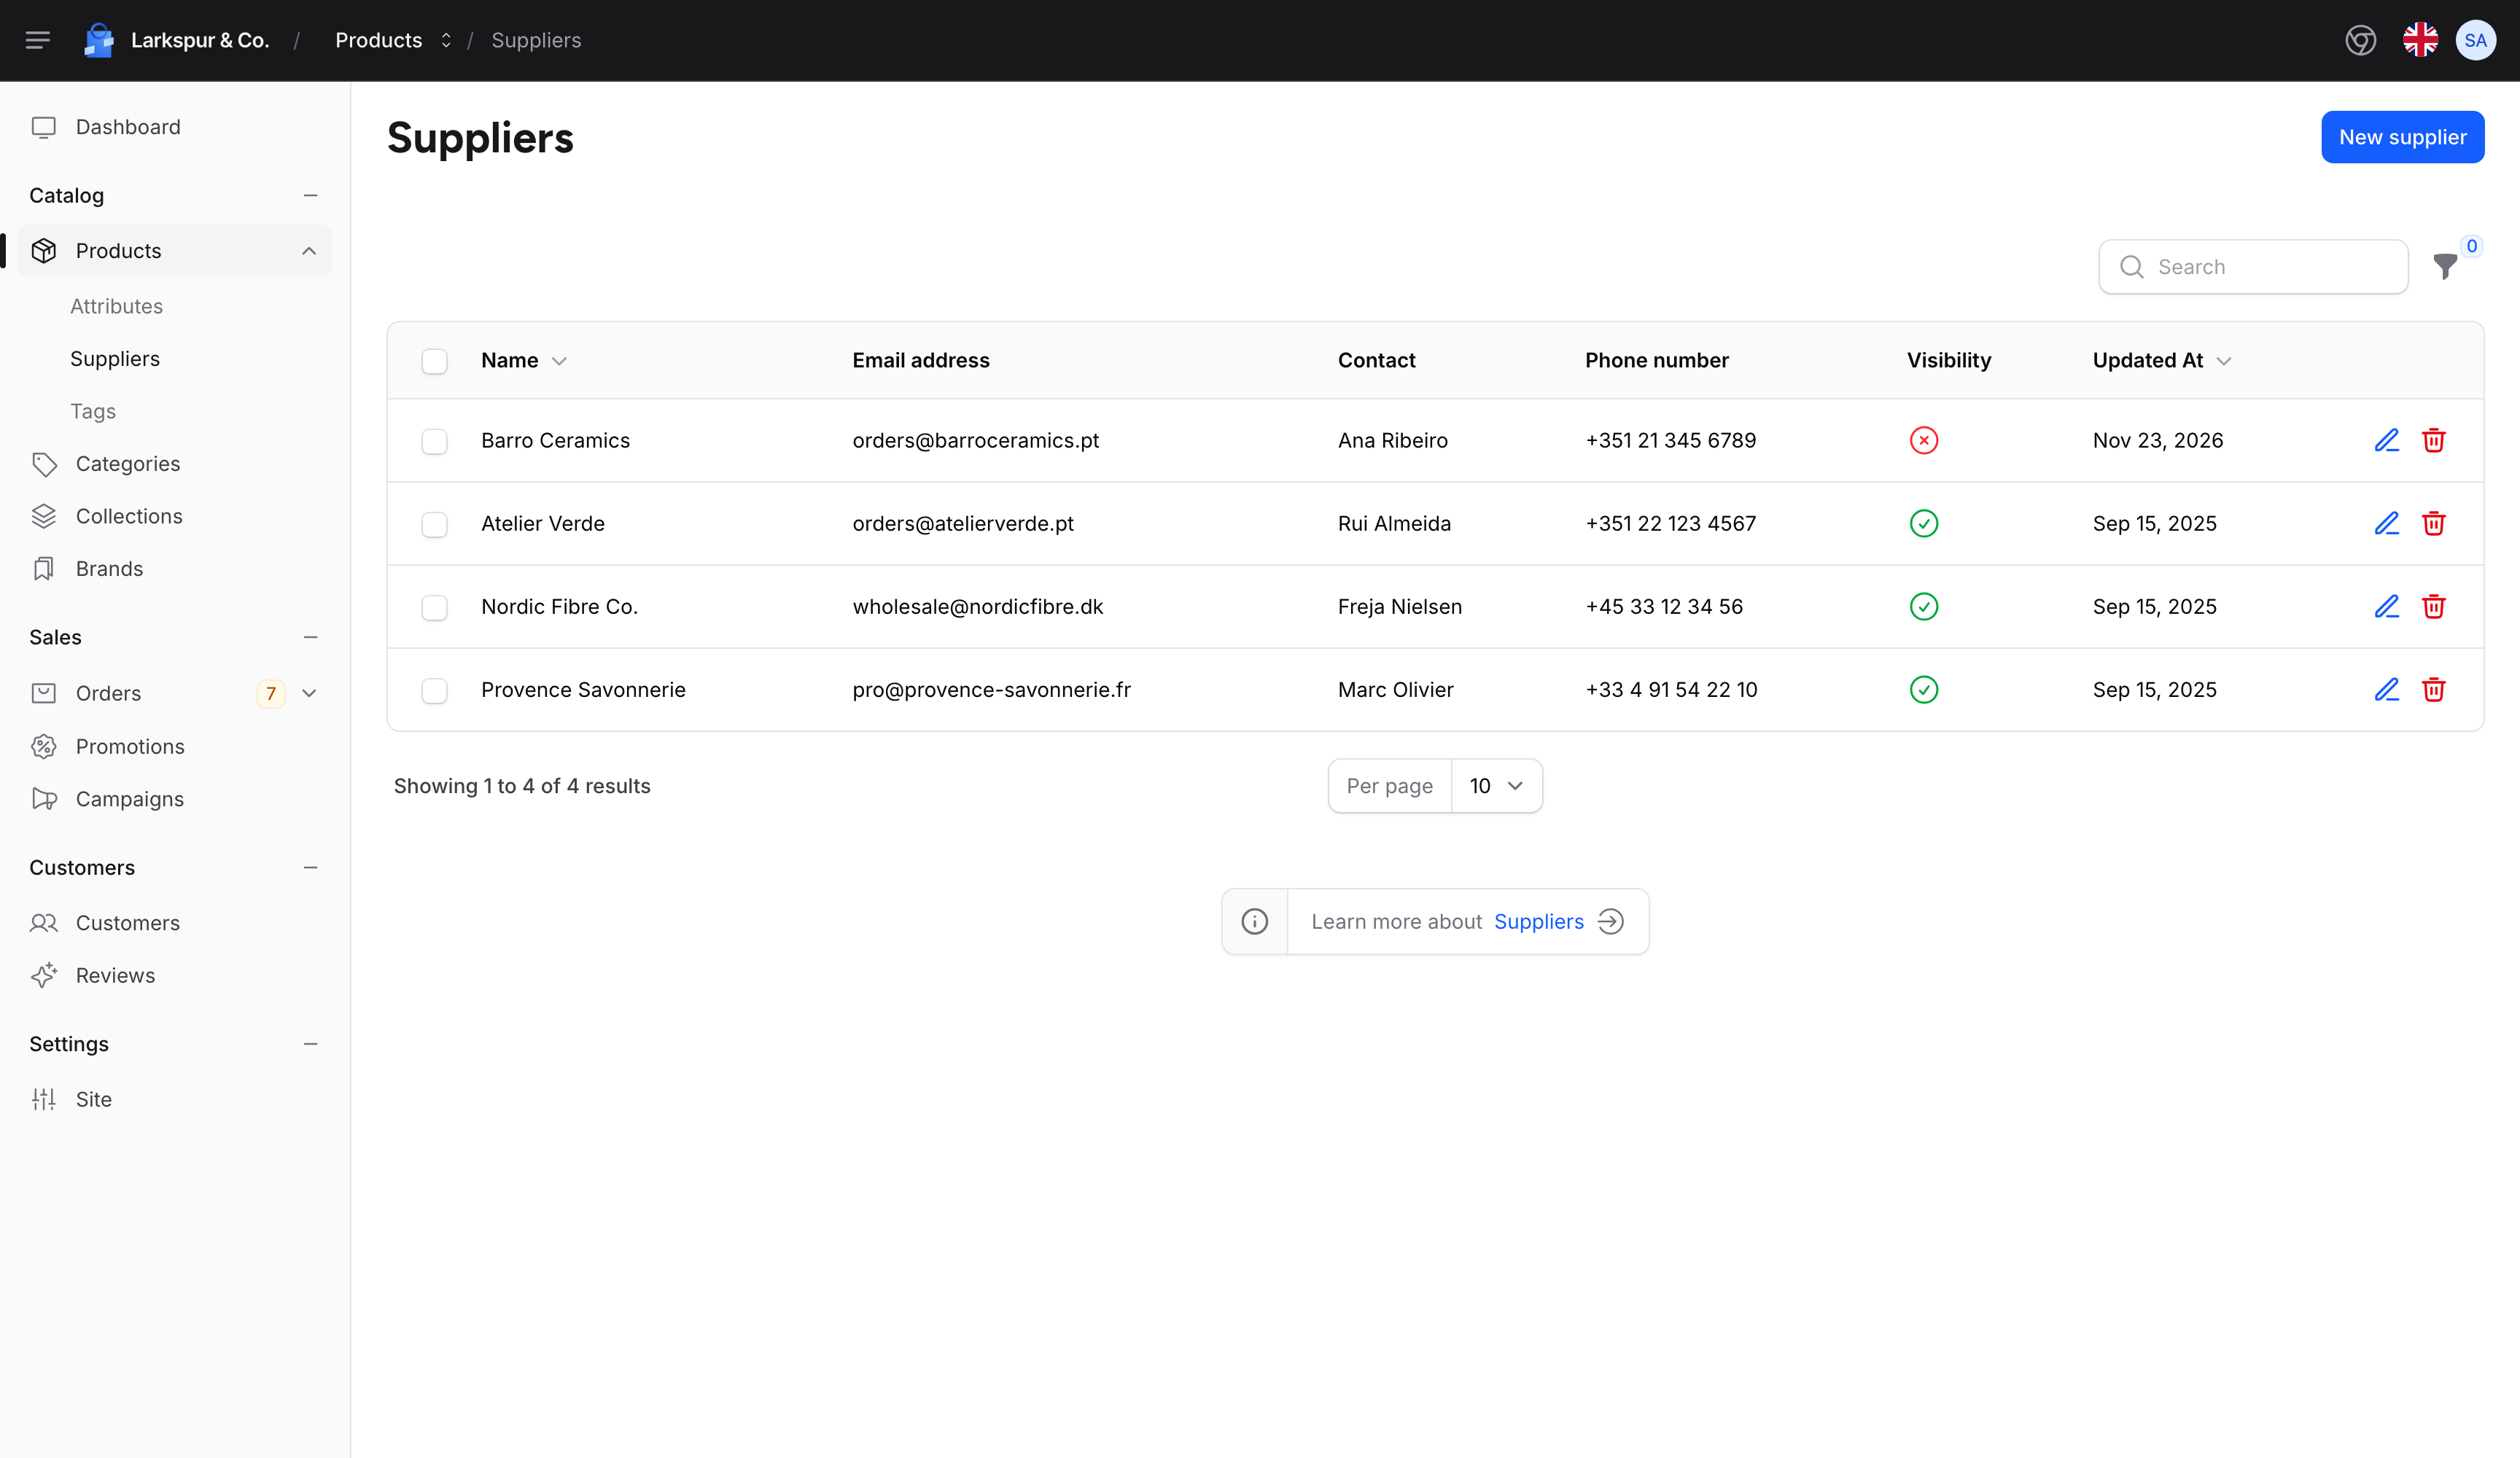 Larkspur & Co. / Products / Suppliers
SA
Dashboard
Catalog
Products
Attributes
Suppliers
Tags
Categories
Collections
Brands
Sales
Orders 7
Promotions
Campaigns
Customers
Customers
Reviews
Settings
Site
Suppliers
New supplier
Search
0
Name Email address Contact Phone number Visibility Updated At
Barro Ceramics orders@barroceramics.pt Ana Ribeiro +351 21 345 6789 Nov 23, 2026
Atelier Verde orders@atelierverde.pt Rui Almeida +351 22 123 4567 Sep 15, 2025
Nordic Fibre Co. wholesale@nordicfibre.dk Freja Nielsen +45 33 12 34 56 Sep 15, 2025
Provence Savonnerie pro@provence-savonnerie.fr Marc Olivier +33 4 91 54 22 10 Sep 15, 2025
Showing 1 to 4 of 4 results
Per page 10
Learn more about Suppliers